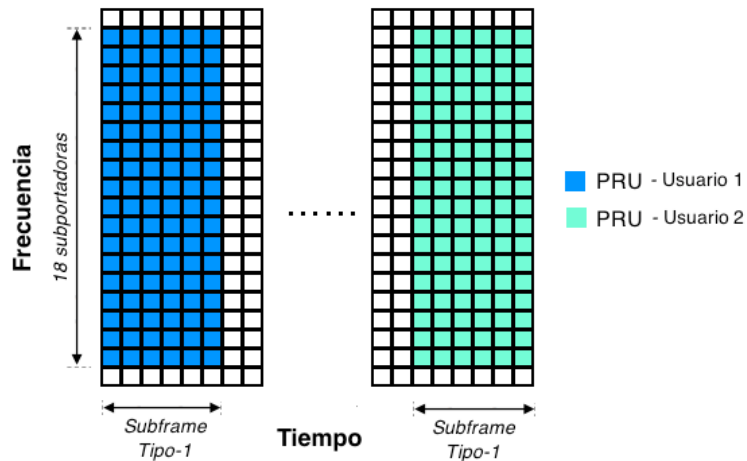 Frecuencia
18 subportadoras
......
PRU - Usuario 1
PRU - Usuario 2
Subframe
Tipo-1
Tiempo
Subframe
Tipo-1